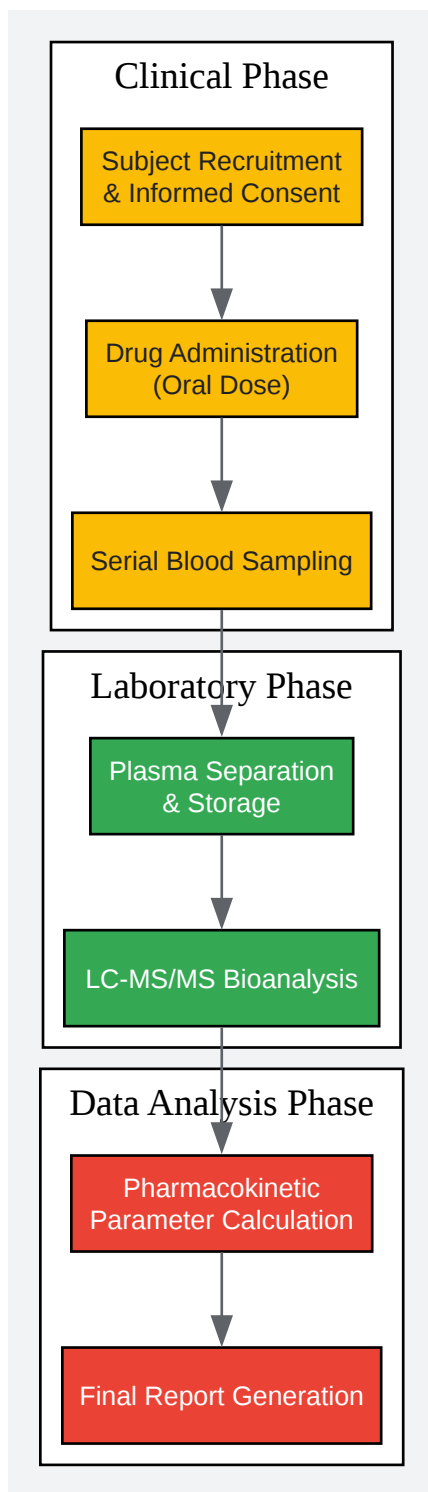 Clinical Phase
Subject Recruitment
& Informed Consent
Drug Administration
(Oral Dose)
Serial Blood Sampling
Laboratory Phase
Plasma Separation
& Storage
LC-MS/MS Bioanalysis
Data Analysis Phase
Pharmacokinetic
Parameter Calculation
Final Report Generation